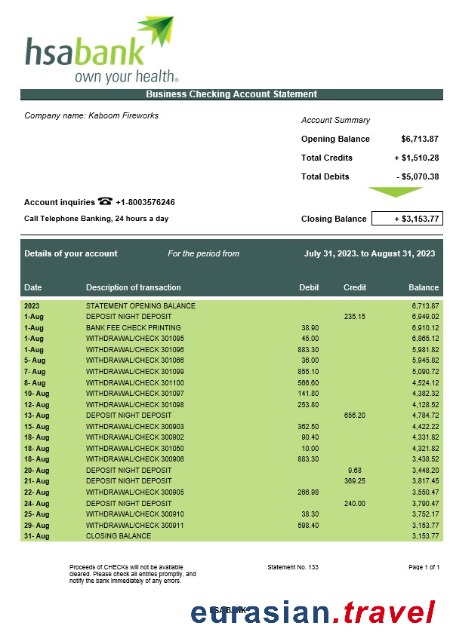 hsabank
own your health®
Business Checking Account Statement
Company name: Kaboom Fireworks
Account Summary
Opening Balance $6,713.87
Total Credits + $1,510.28
Total Debits - $5,070.38
Account inquiries ☎ +1-8003576246
Call Telephone Banking, 24 hours a day
Closing Balance + $3,153.77
Details of your account For the period from July 31, 2023. to August 31, 2023
Date Description of transaction Debit Credit Balance
2023 STATEMENT OPENING BALANCE 6,713.87
1-Aug DEPOSIT NIGHT DEPOSIT 235.15 6,949.02
1-Aug BANK FEE CHECK PRINTING 38.90 6,910.12
1-Aug WITHDRAWAL/CHECK 301095 45.00 6,865.12
1-Aug WITHDRAWAL/CHECK 301096 883.30 5,981.82
5- Aug WITHDRAWAL/CHECK 301066 36.00 5,945.82
7- Aug WITHDRAWAL/CHECK 301099 855.10 5,090.72
8- Aug WITHDRAWAL/CHECK 301100 566.60 4,524.12
10- Aug WITHDRAWAL/CHECK 301097 141.80 4,382.32
12- Aug WITHDRAWAL/CHECK 301098 253.80 4,128.52
13- Aug DEPOSIT NIGHT DEPOSIT 656.20 4,784.72
15- Aug WITHDRAWAL/CHECK 300903 362.50 4,422.22
18- Aug WITHDRAWAL/CHECK 300902 90.40 4,331.82
18- Aug WITHDRAWAL/CHECK 301050 10.00 4,321.82
18- Aug WITHDRAWAL/CHECK 300906 883.30 3,438.52
20- Aug DEPOSIT NIGHT DEPOSIT 9.68 3,448.20
21- Aug DEPOSIT NIGHT DEPOSIT 369.25 3,817.45
22- Aug WITHDRAWAL/CHECK 300905 266.98 3,550.47
24- Aug DEPOSIT NIGHT DEPOSIT 240.00 3,790.47
25- Aug WITHDRAWAL/CHECK 300910 38.30 3,752.17
29- Aug WITHDRAWAL/CHECK 300911 598.40 3,153.77
31- Aug CLOSING BALANCE 3,153.77
Proceeds of CHECKs will not be available
cleared. Please check all entries promptly, and
notify the bank immediately of any errors.
Statement No. 133
Page 1 of 1
HSA BANK
eurasian.travel